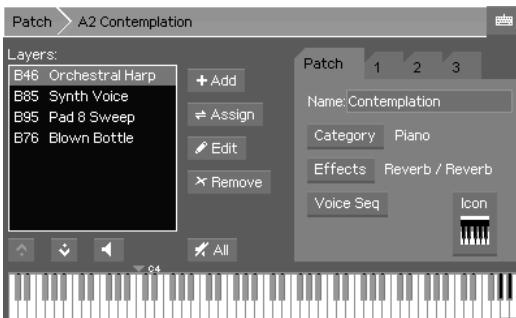 Patch A2 Contemplation
Layers:
B46 Orchestral Harp
B85 Synth Voice
B95 Pad 8 Sweep
B76 Blown Bottle
+ Add
Assign
Edit
Remove
All
Patch 1 2 3
Name: Contemplation
Category Piano
Effects Reverb / Reverb
Voice Seq Icon
C4